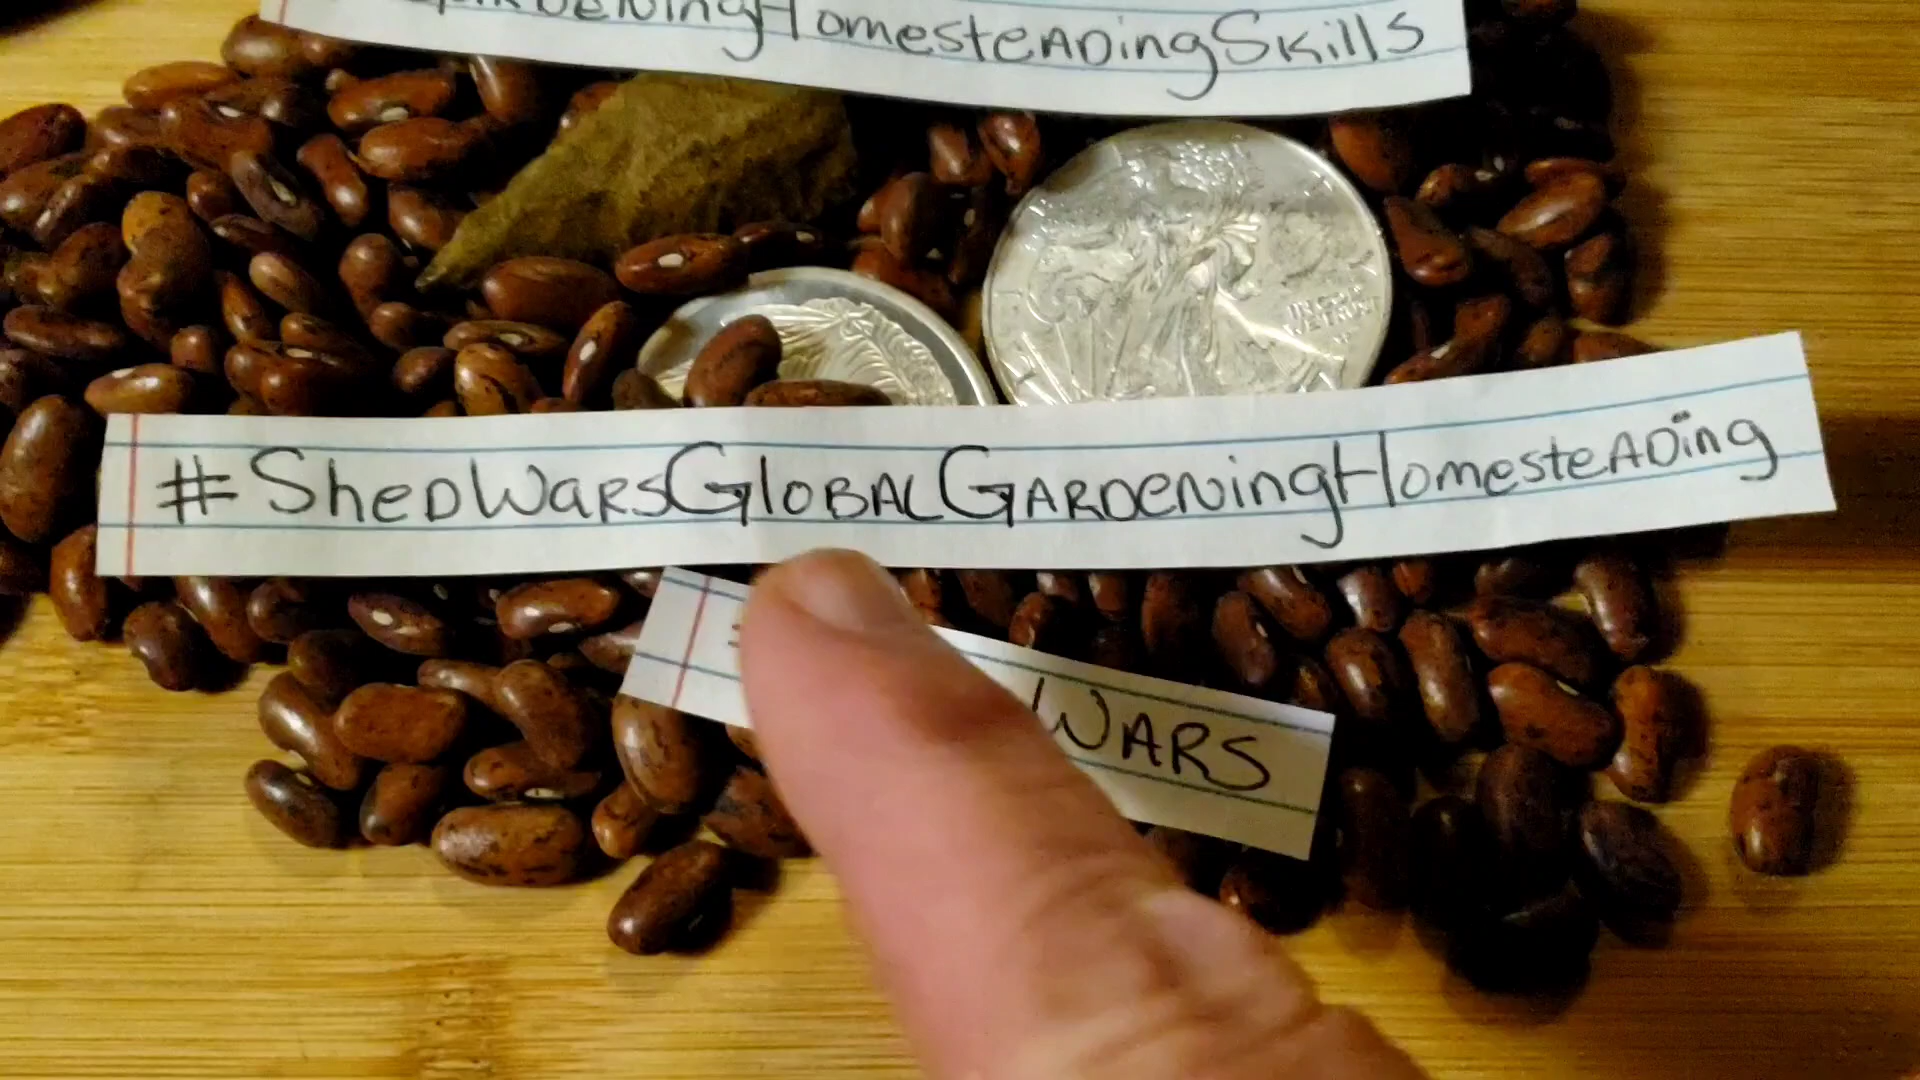 HomesteADingSkills
IN GOD
WE TRUST
#ShedWaRsGlOBALGARDeNingHomesteADing
WARS